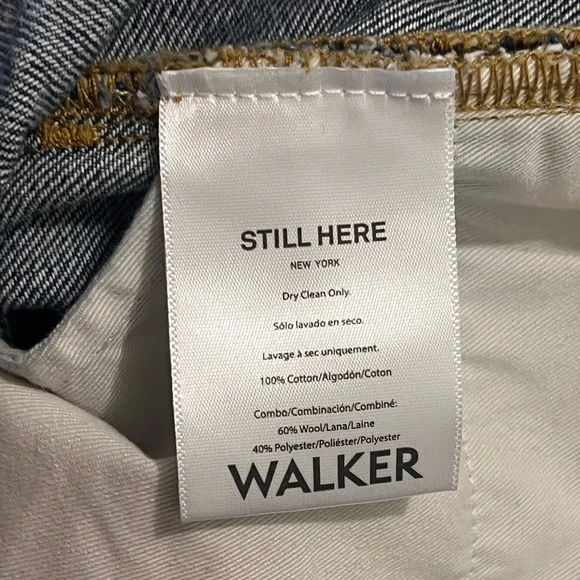 STILL HERE
NEW YORK
Dry Clean Only.
Sólo lavado en seco.
Lavage à sec uniquement.
100% Cotton/Algodón/Coton
Combo/Combinación/Combiné:
60% Wool/Lana/Laine
40% Polyester/Poliéster/Polyester
WALKER